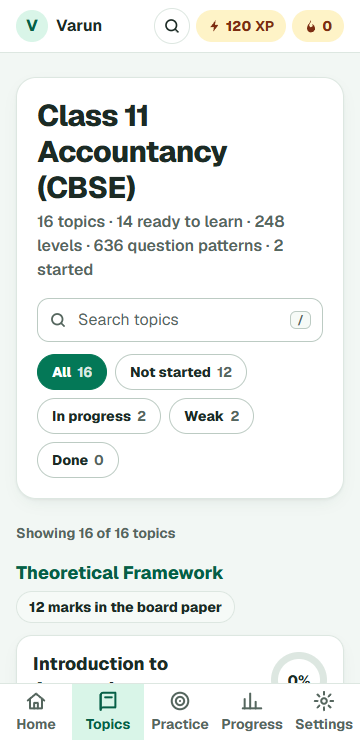 V Varun 120 XP 0
Class 11
Accountancy
(CBSE)
16 topics · 14 ready to learn · 248
levels · 636 question patterns · 2
started
Search topics /
All 16 Not started 12
In progress 2 Weak 2
Done 0
Showing 16 of 16 topics
Theoretical Framework
12 marks in the board paper
Introduction to
0%
Home Topics Practice Progress Settings